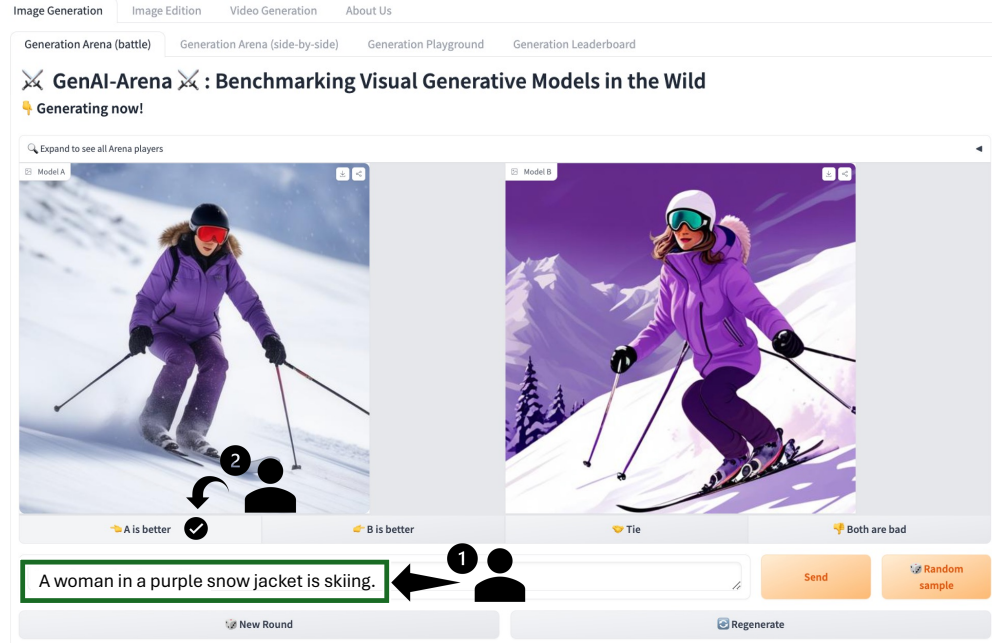 Image Generation Image Edition Video Generation About Us
Generation Arena (battle) Generation Arena (side-by-side) Generation Playground Generation Leaderboard
⚔️ GenAI-Arena ⚔️ : Benchmarking Visual Generative Models in the Wild
👇 Generating now!
🔍 Expand to see all Arena players
Model A Model B
2
👈 A is better 👉 B is better 🤝 Tie 👎 Both are bad
1
A woman in a purple snow jacket is skiing.
Send 🎲 Random
sample
🎲 New Round 🔄 Regenerate